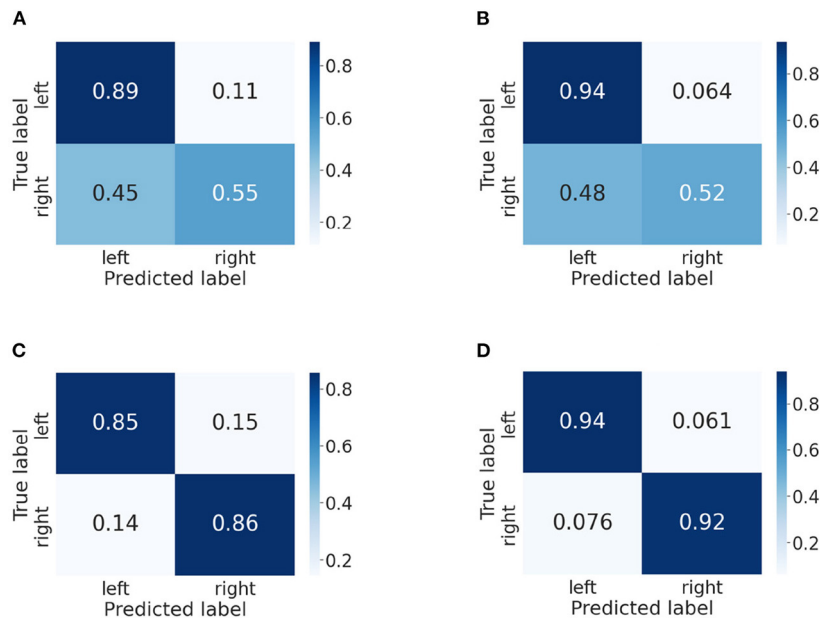 A
True label
left
right
0.89
0.11
0.45
0.55
0.8
0.6
0.4
0.2
left
right
Predicted label
B
True label
left
right
0.94
0.064
0.48
0.52
0.8
0.6
0.4
0.2
left
right
Predicted label
C
True label
left
right
0.85
0.15
0.14
0.86
0.8
0.6
0.4
0.2
left
right
Predicted label
D
True label
left
right
0.94
0.061
0.076
0.92
0.8
0.6
0.4
0.2
left
right
Predicted label